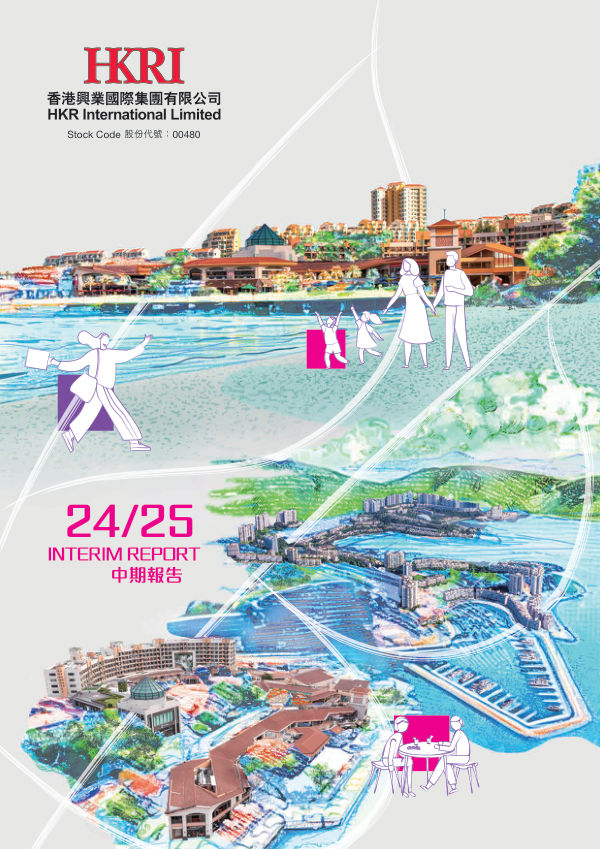 HKRI
香港興業國際集團有限公司
HKR International Limited
Stock Code 股份代號：00480
24/25
INTERIM REPORT
中期報告